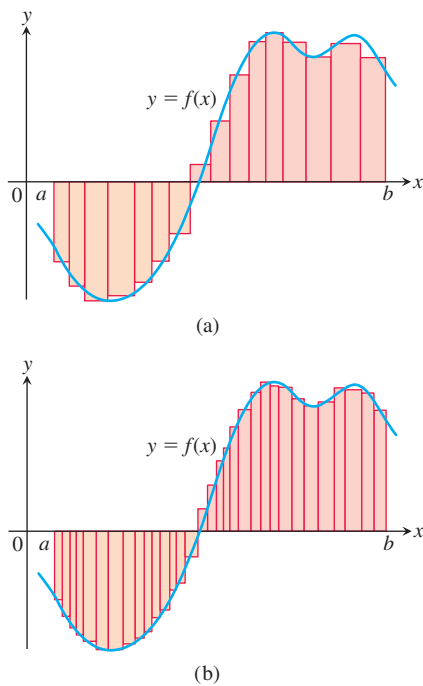 y
y = f(x)
0 a b x
(a)
y
y = f(x)
0 a b x
(b)